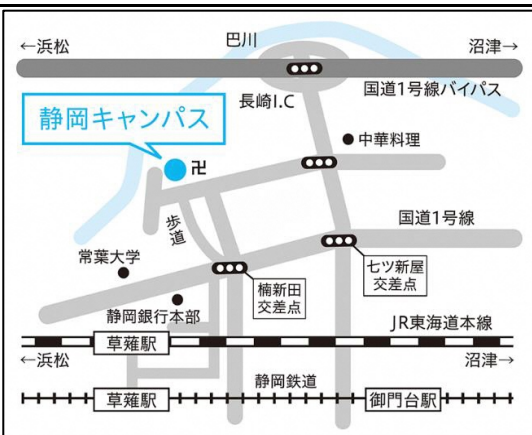 ←浜松
巴川
沼津→
長崎I.C
国道1号線バイパス
静岡キャンパス
中華料理
卍
歩道
国道1号線
常葉大学
楠新田
交差点
七ツ新屋
交差点
静岡銀行本部
JR東海道本線
草薙駅
←浜松
沼津→
静岡鉄道
草薙駅
御門台駅